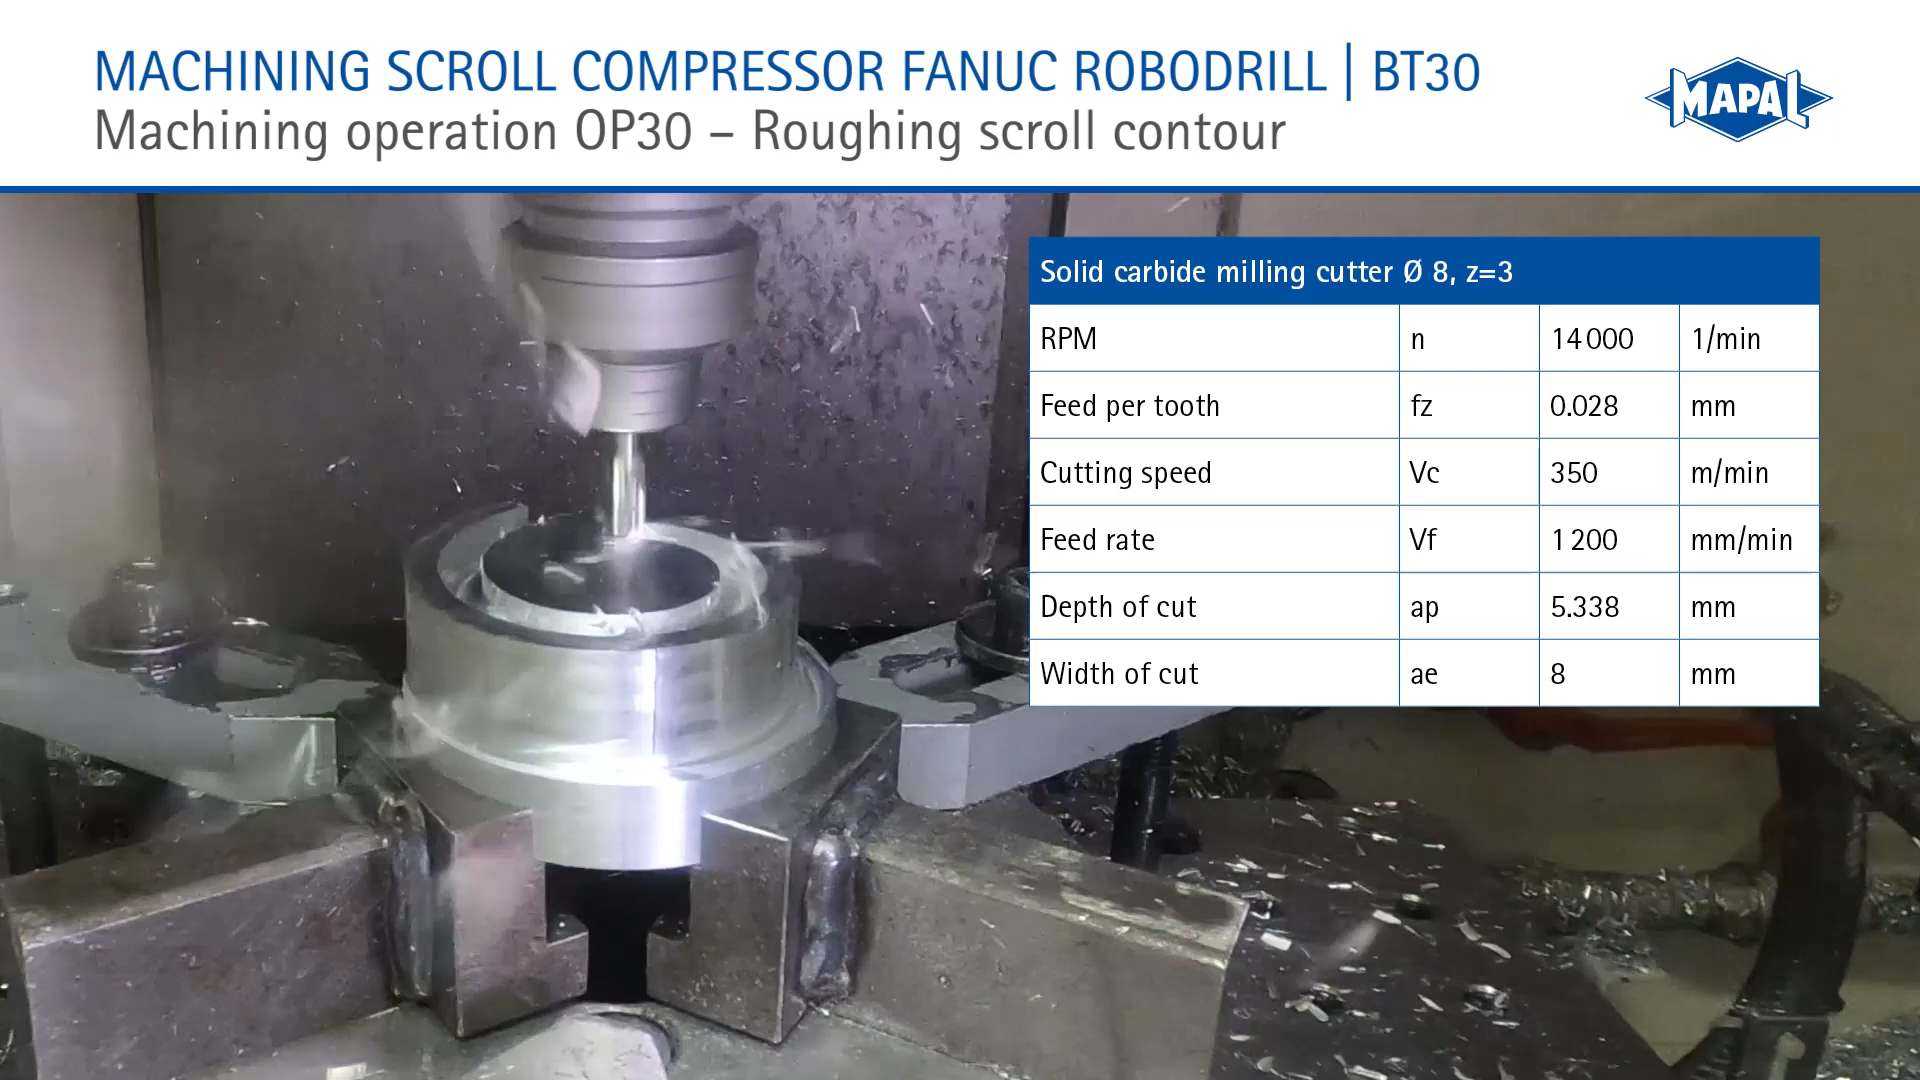 MACHINING SCROLL COMPRESSOR FANUC ROBODRILL | BT30
Machining operation OP30 – Roughing scroll contour
MAPAL
Solid carbide milling cutter Ø 8, z=3
RPM n 14 000 1/min
Feed per tooth fz 0.028 mm
Cutting speed Vc 350 m/min
Feed rate Vf 1 200 mm/min
Depth of cut ap 5.338 mm
Width of cut ae 8 mm